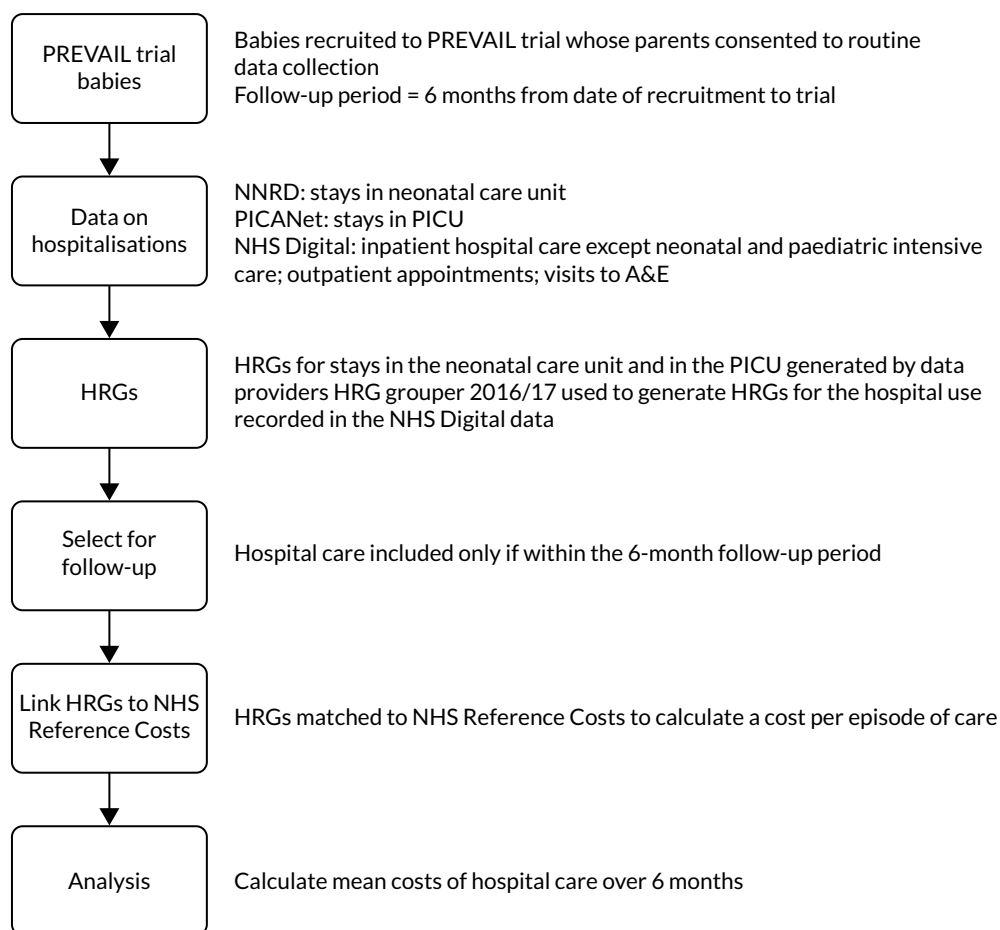 PREVAIL trial
babies
Babies recruited to PREVAIL trial whose parents consented to routine
data collection
Follow-up period = 6 months from date of recruitment to trial
Data on
hospitalisations
NNRD: stays in neonatal care unit
PICANet: stays in PICU
NHS Digital: inpatient hospital care except neonatal and paediatric intensive
care; outpatient appointments; visits to A&E
HRGs
HRGs for stays in the neonatal care unit and in the PICU generated by data
providers HRG grouper 2016/17 used to generate HRGs for the hospital use
recorded in the NHS Digital data
Select for
follow-up
Hospital care included only if within the 6-month follow-up period
Link HRGs to NHS
Reference Costs
HRGs matched to NHS Reference Costs to calculate a cost per episode of care
Analysis
Calculate mean costs of hospital care over 6 months